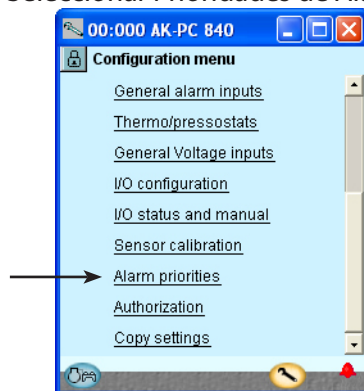 00:000 AK-PC 840
Configuration menu
General alarm inputs
Thermo/pressostats
General Voltage inputs
I/O configuration
I/O status and manual
Sensor calibration
Alarm priorities
Authorization
Copy settings